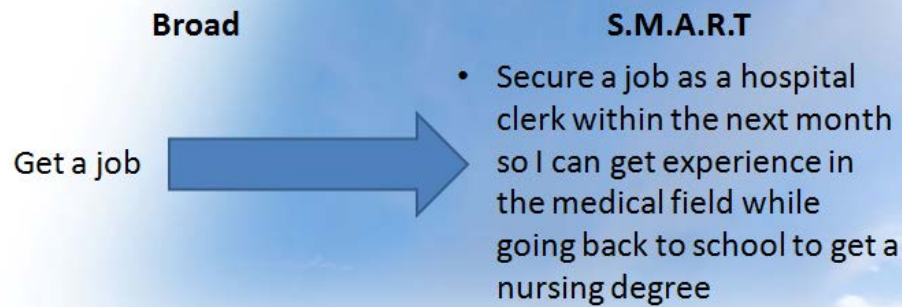 Broad
S.M.A.R.T
Get a job
• Secure a job as a hospital
clerk within the next month
so I can get experience in
the medical field while
going back to school to get a
nursing degree